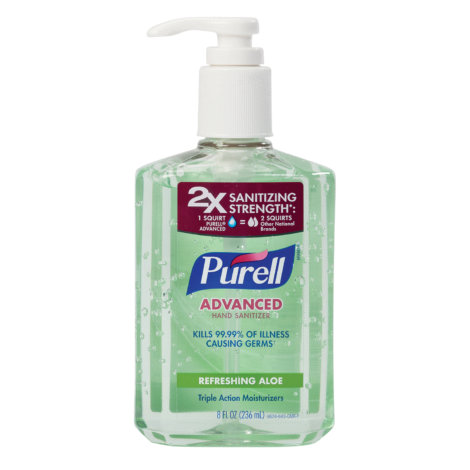 2X SANITIZING
STRENGTH*:
1 SQUIRT
PURELL®
ADVANCED
=
2 SQUIRTS
Other National
Brands
Purell
ADVANCED
HAND SANITIZER
KILLS 99.99% OF ILLNESS
CAUSING GERMS
REFRESHING ALOE
Triple Action Moisturizers
8 FL OZ (236 mL)